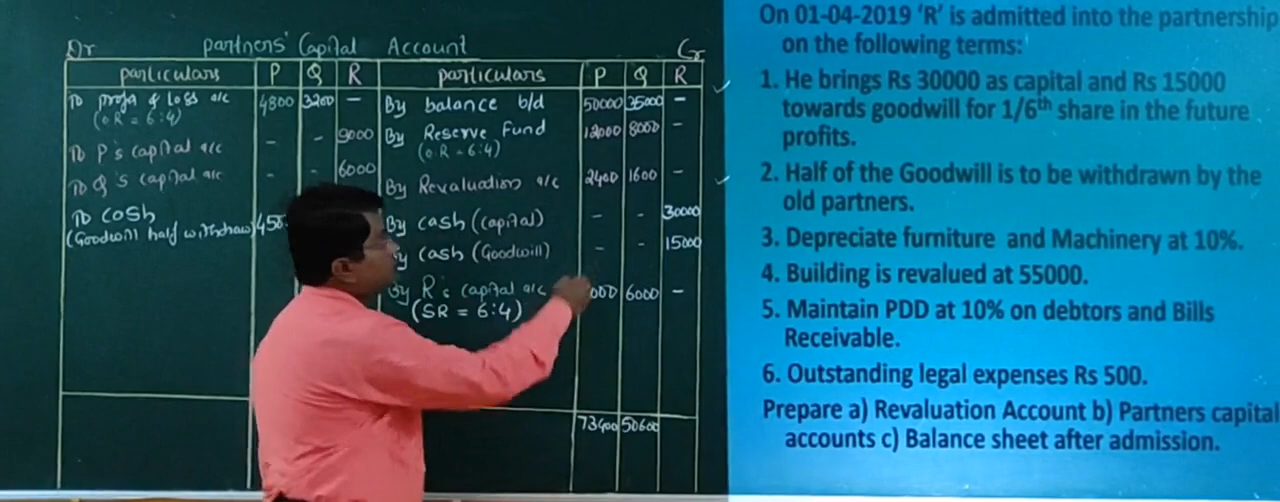 Dr Partners' Capital Account Cr
particulars P Q R particulars P Q R
To profit & Loss a/c 4800 3200 - By balance b/d 50000 35000 -
(O.R = 6:4)
To P's capital a/c - - 9000 By Reserve Fund 12000 8000 -
(O.R = 6:4)
To Q's capital a/c - - 6000 By Revaluation a/c 2400 1600 -
To cash By cash (capital) - - 30000
(Goodwill half withdraw) 450
cash (Goodwill) - - 15000
By R's capital a/c 000 6000 -
(SR = 6:4)
73400 50600
On 01-04-2019 'R' is admitted into the partnership
on the following terms:
1. He brings Rs 30000 as capital and Rs 15000
towards goodwill for 1/6th share in the future
profits.
2. Half of the Goodwill is to be withdrawn by the
old partners.
3. Depreciate furniture and Machinery at 10%.
4. Building is revalued at 55000.
5. Maintain PDD at 10% on debtors and Bills
Receivable.
6. Outstanding legal expenses Rs 500.
Prepare a) Revaluation Account b) Partners capital
accounts c) Balance sheet after admission.